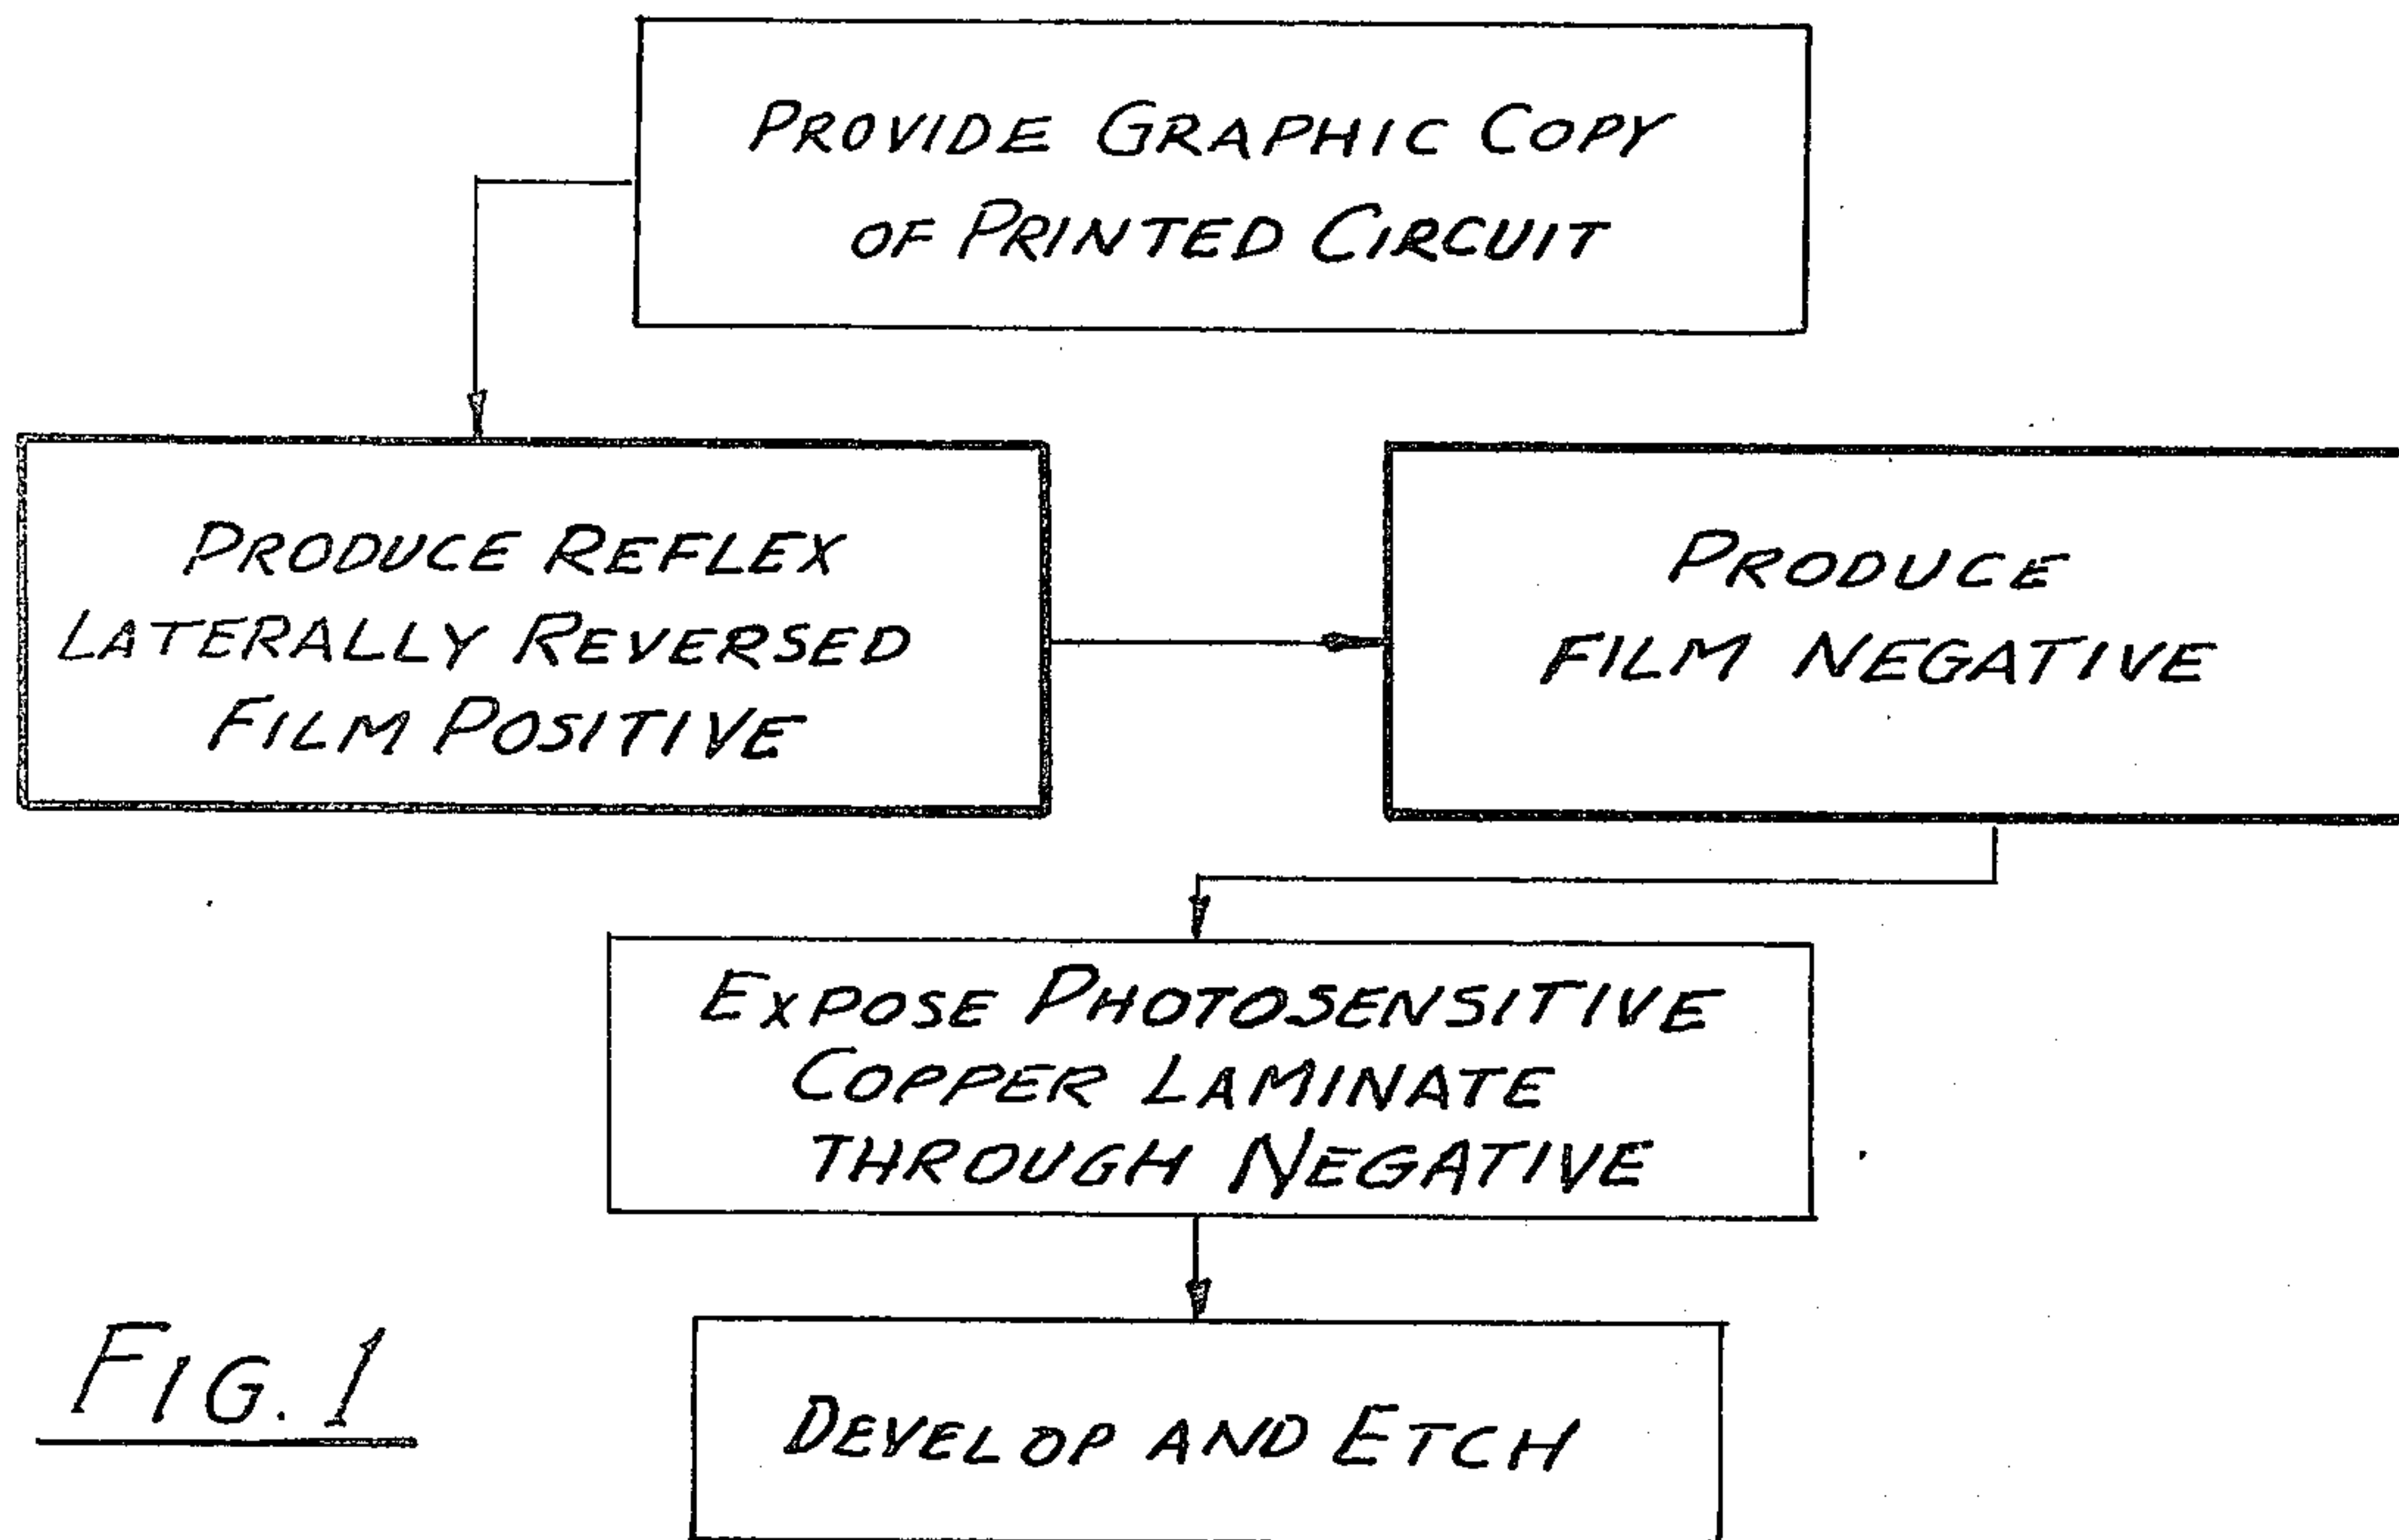 PROVIDE GRAPHIC COPY
OF PRINTED CIRCUIT
PRODUCE REFLEX
LATERALLY REVERSED
FILM POSITIVE
PRODUCE
FILM NEGATIVE
EXPOSE PHOTOSENSITIVE
COPPER LAMINATE
THROUGH NEGATIVE
DEVELOP AND ETCH
FIG. 1